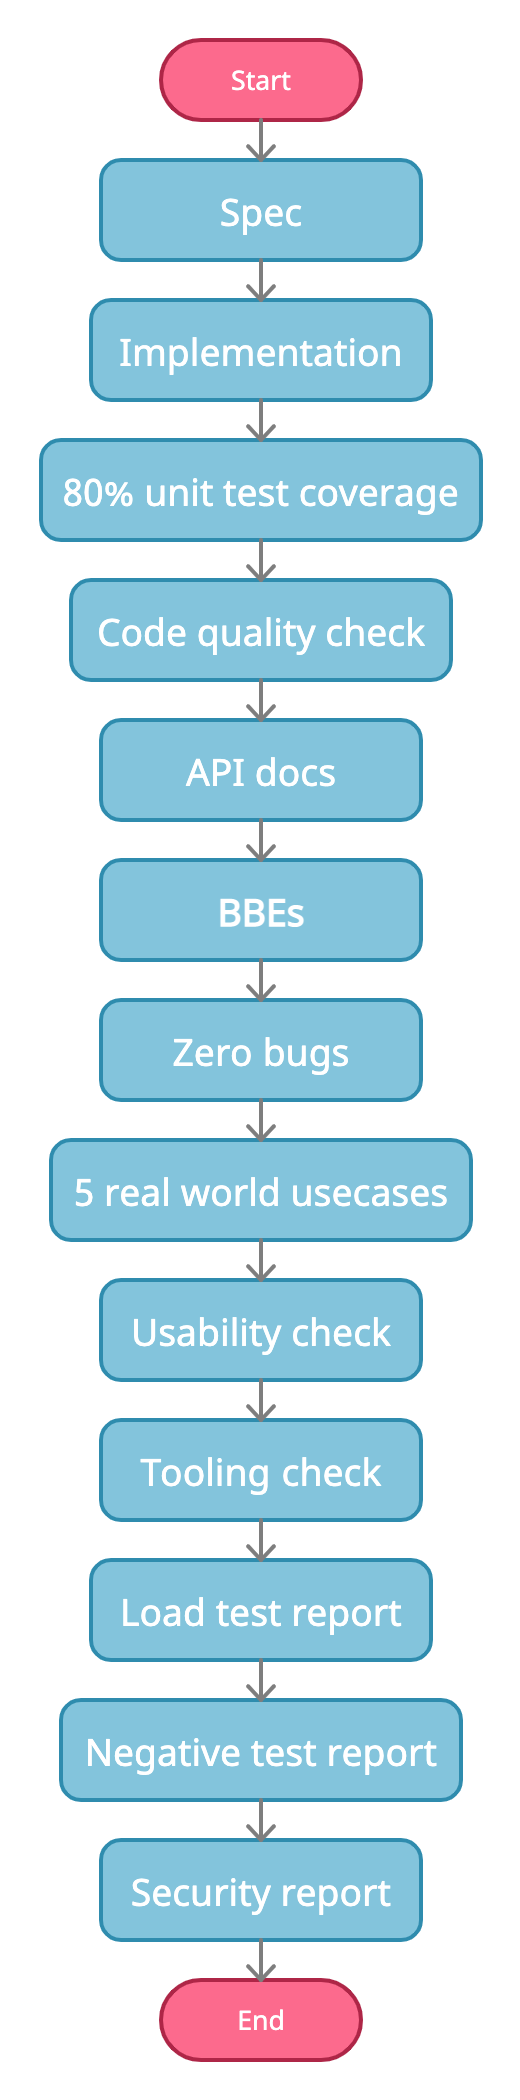 Start
Spec
Implementation
80% unit test coverage
Code quality check
API docs
BBEs
Zero bugs
5 real world usecases
Usability check
Tooling check
Load test report
Negative test report
Security report
End